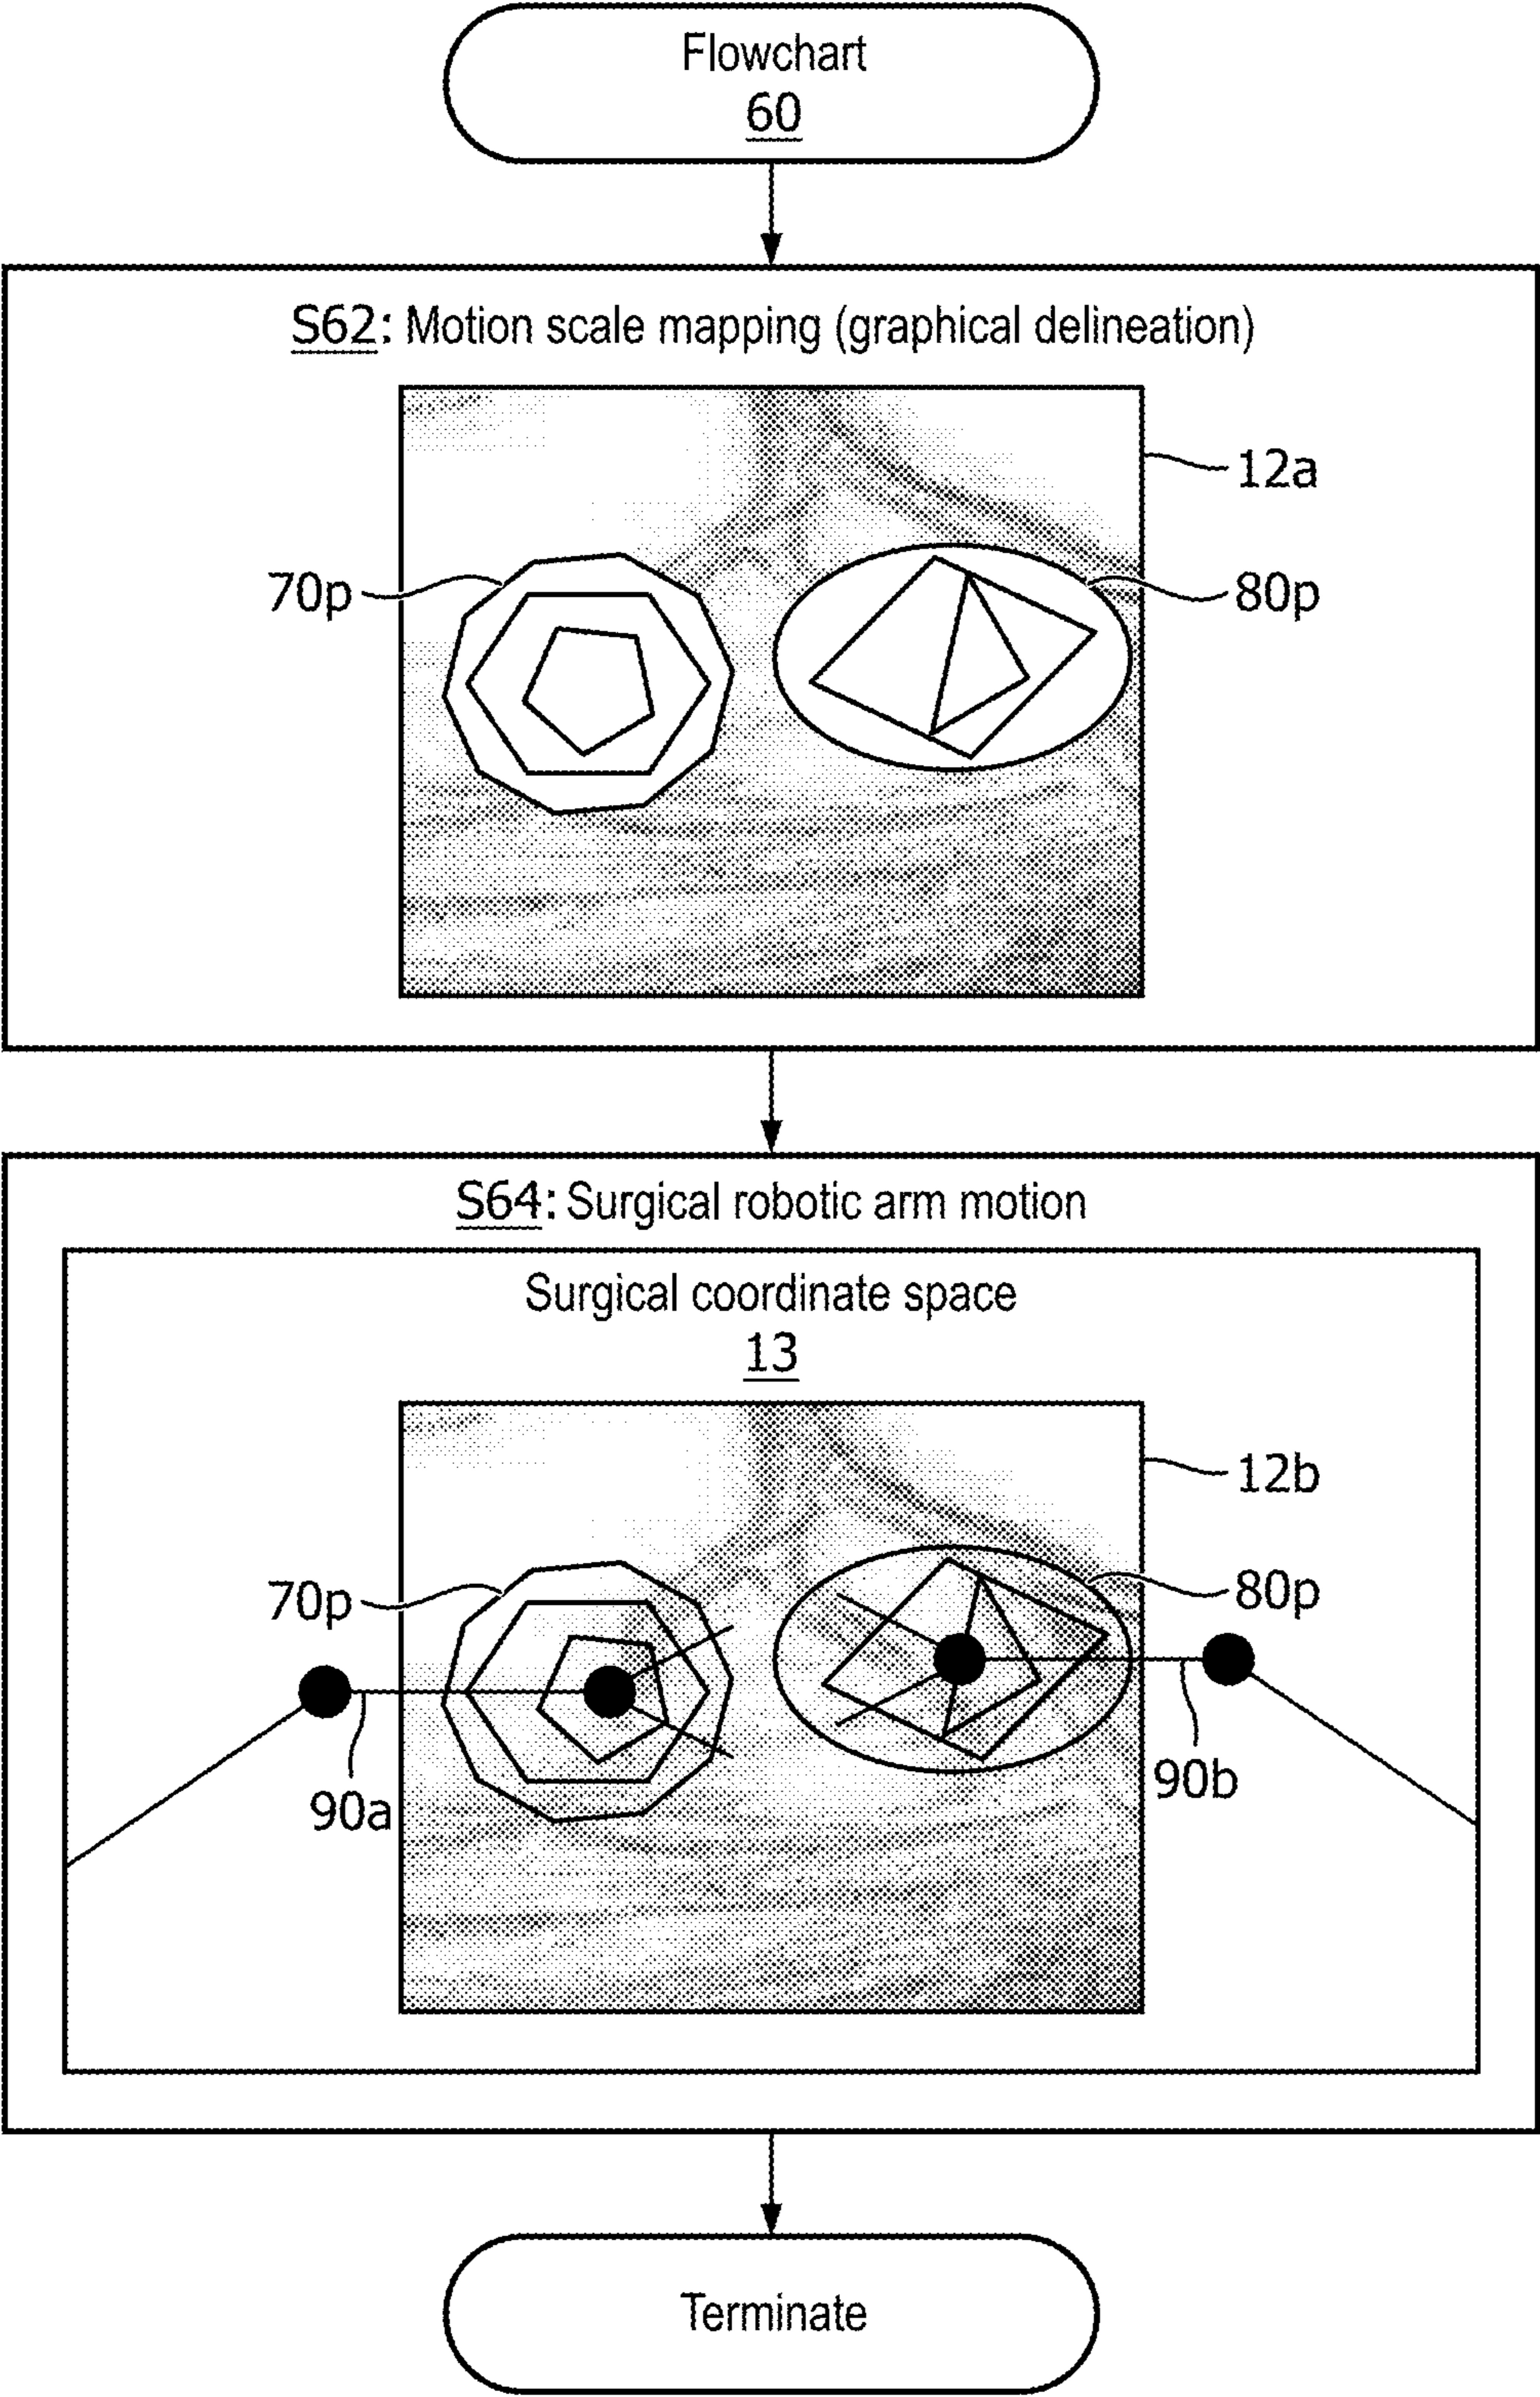 Flowchart
60
S62: Motion scale mapping (graphical delineation)
12a
70p
80p
S64: Surgical robotic arm motion
Surgical coordinate space
13
12b
70p
80p
90a
90b
Terminate